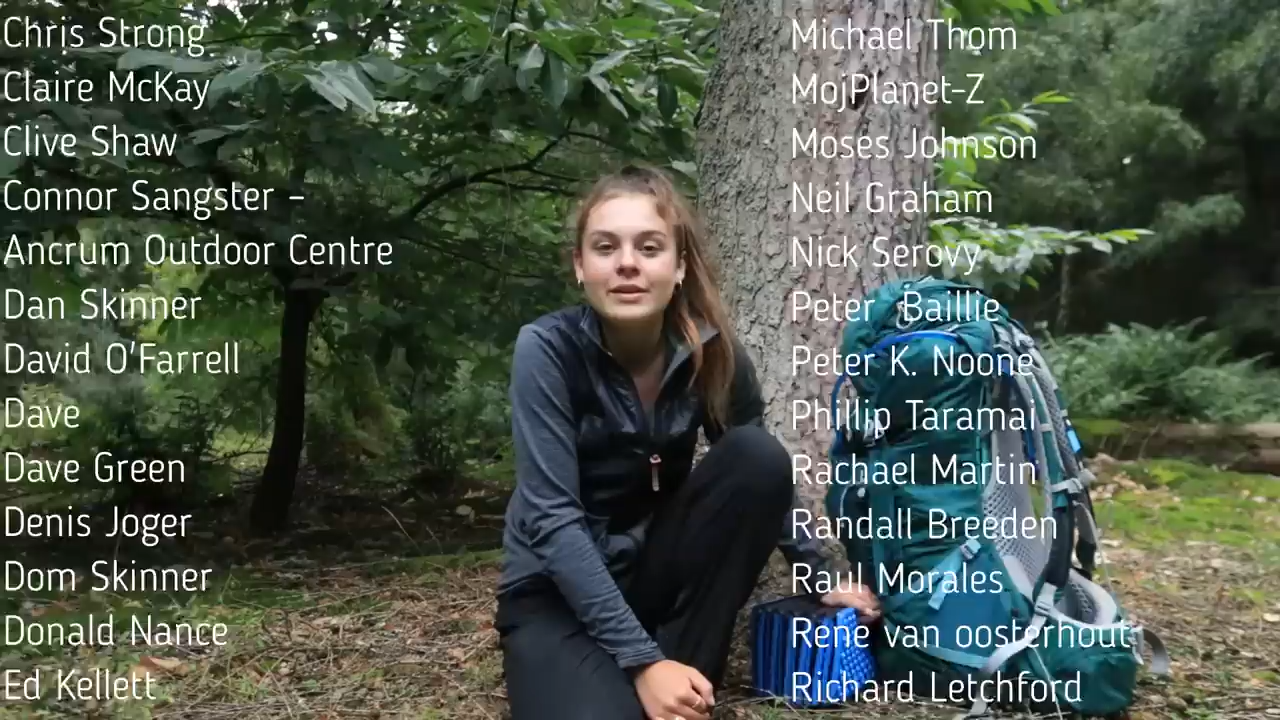 Chris Strong
Claire McKay
Clive Shaw
Connor Sangster -
Ancrum Outdoor Centre
Dan Skinner
David O'Farrell
Dave
Dave Green
Denis Joger
Dom Skinner
Donald Nance
Ed Kellett
Michael Thom
MojPlanet-Z
Moses Johnson
Neil Graham
Nick Serovy
Peter Baillie
Peter K. Noone
Phillip Taramai
Rachael Martin
Randall Breeden
Raul Morales
Rene van oosterhout
Richard Letchford